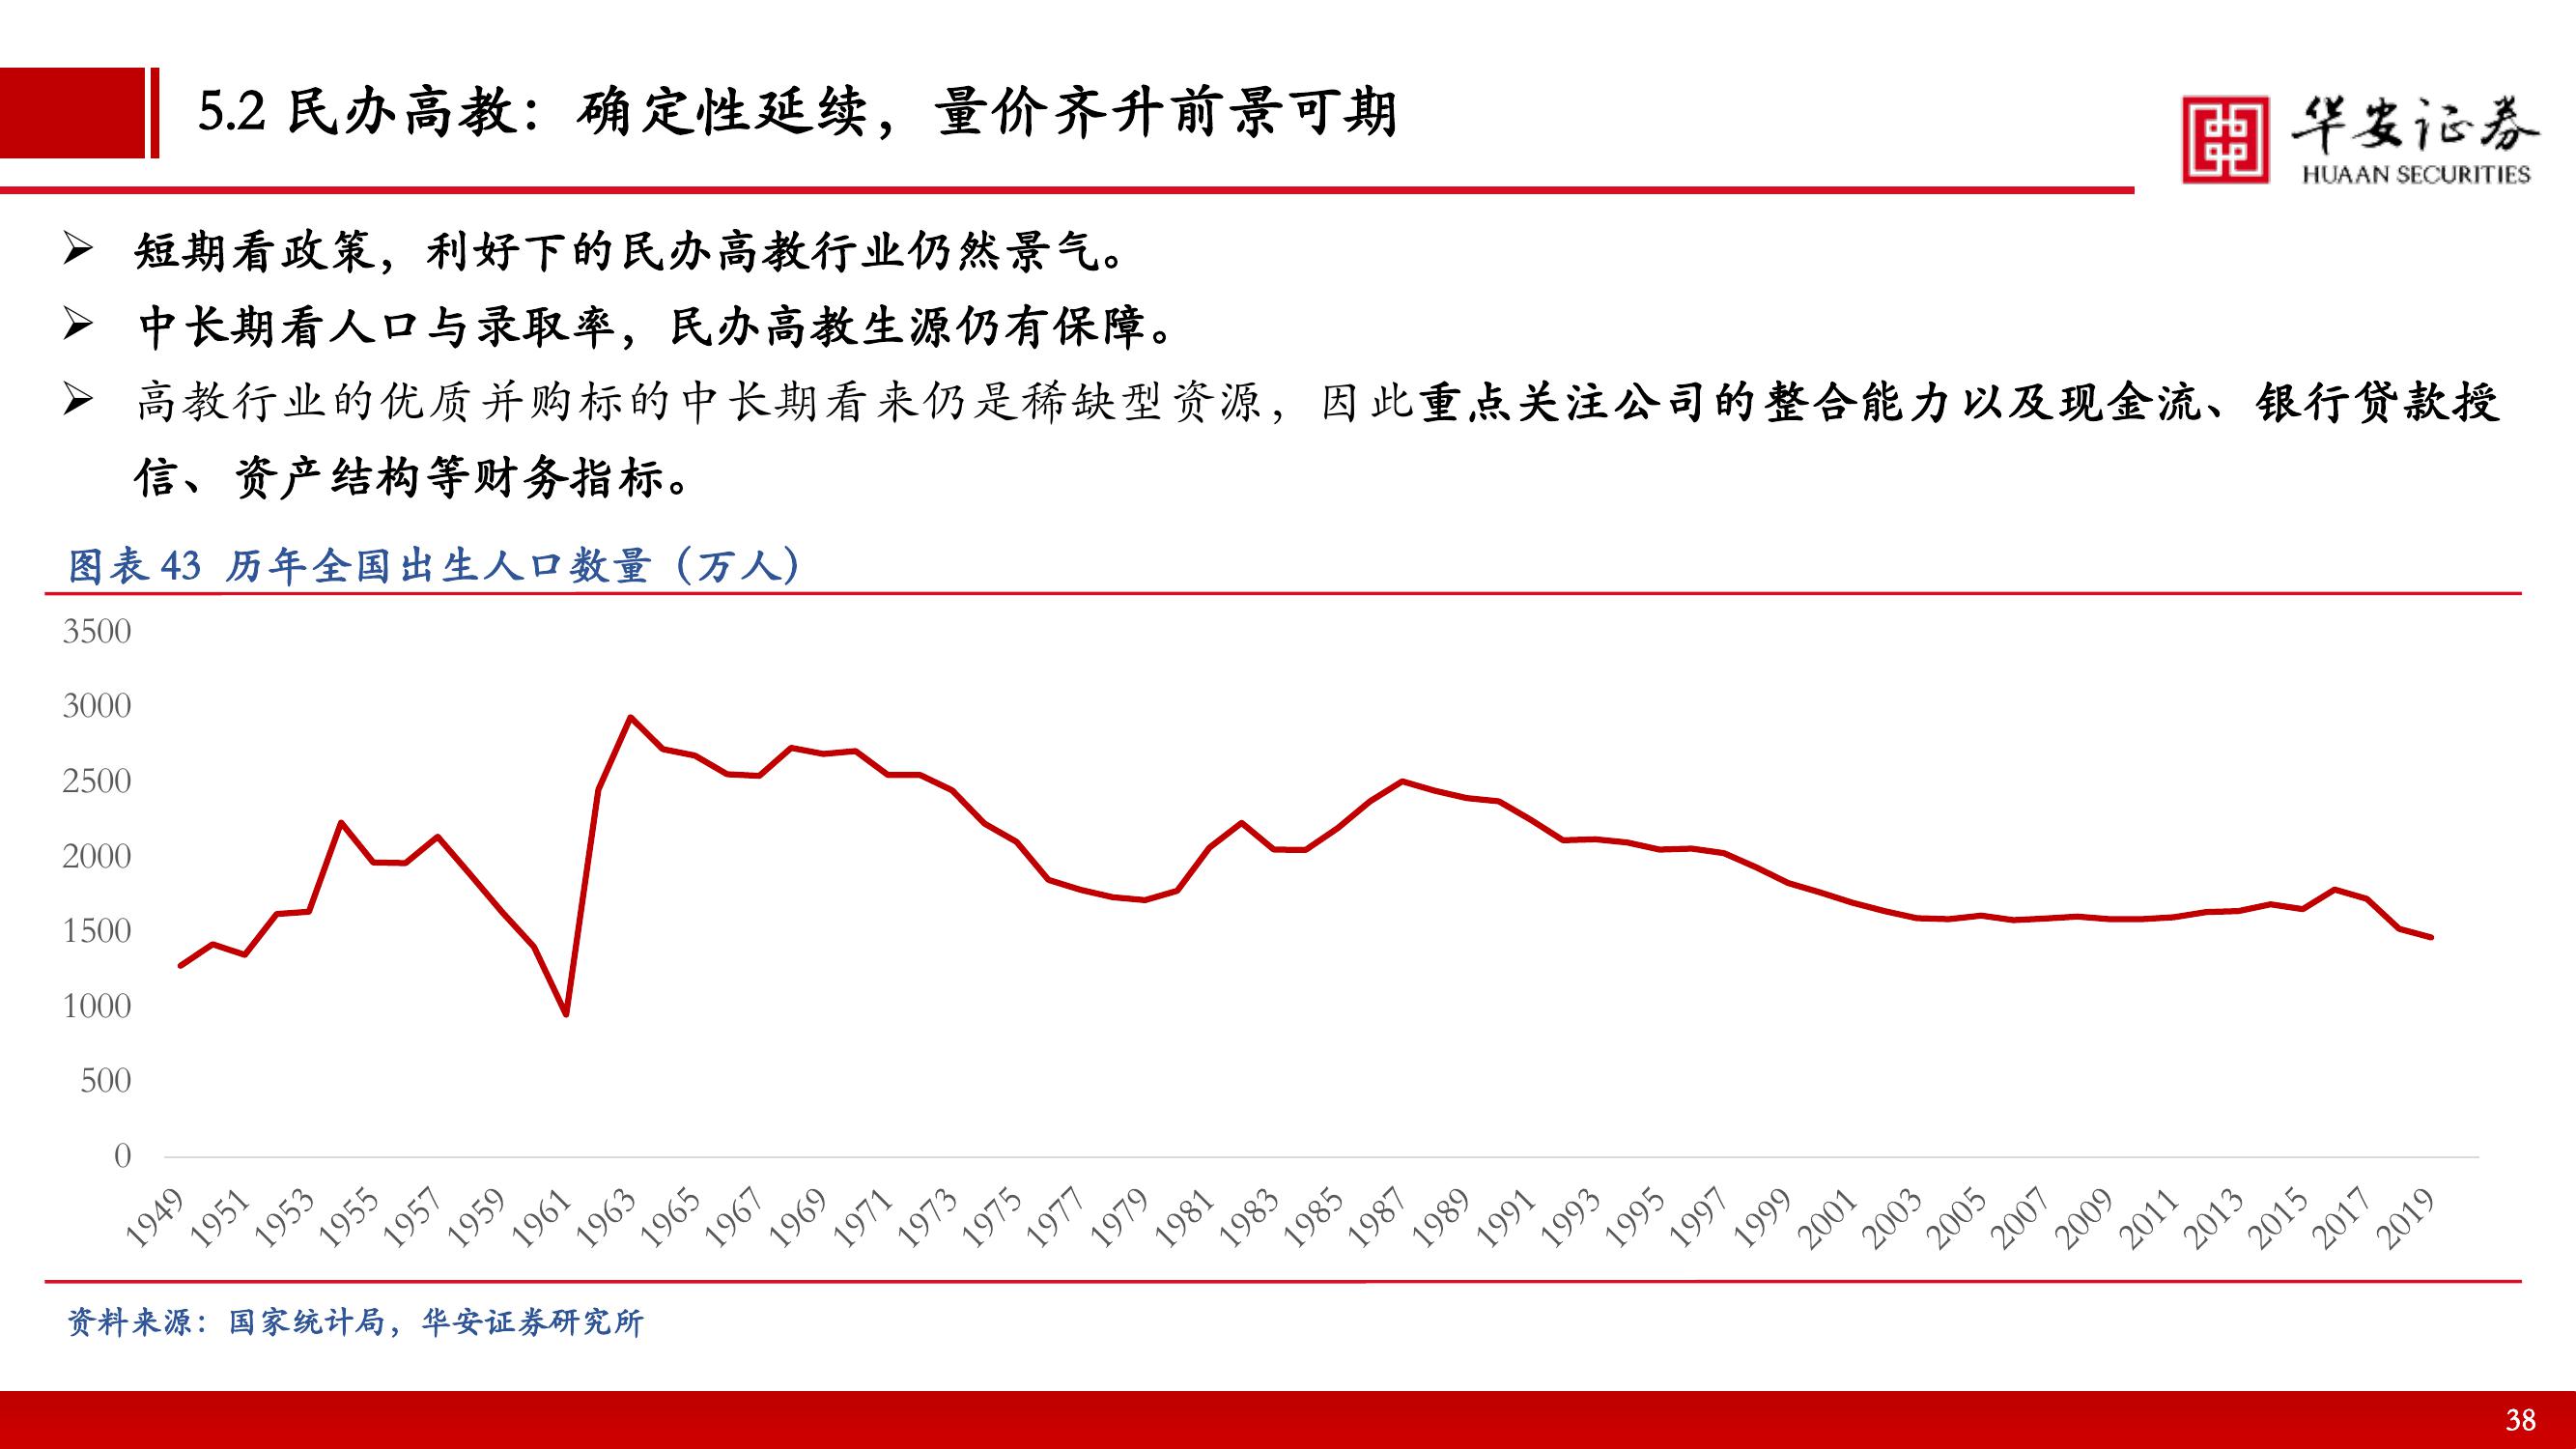 5.2 民办高教：确定性延续，量价齐升前景可期
华安证券
HUAAN SECURITIES
➢ 短期看政策，利好下的民办高教行业仍然景气。
➢ 中长期看人口与录取率，民办高教生源仍有保障。
➢ 高教行业的优质并购标的中长期看来仍是稀缺型资源，因此重点关注公司的整合能力以及现金流、银行贷款授
信、资产结构等财务指标。
图表 43 历年全国出生人口数量（万人）
3500
3000
2500
2000
1500
1000
500
0
1949 1951 1953 1955 1957 1959 1961 1963 1965 1967 1969 1971 1973 1975 1977 1979 1981 1983 1985 1987 1989 1991 1993 1995 1997 1999 2001 2003 2005 2007 2009 2011 2013 2015 2017 2019
资料来源：国家统计局，华安证券研究所
38